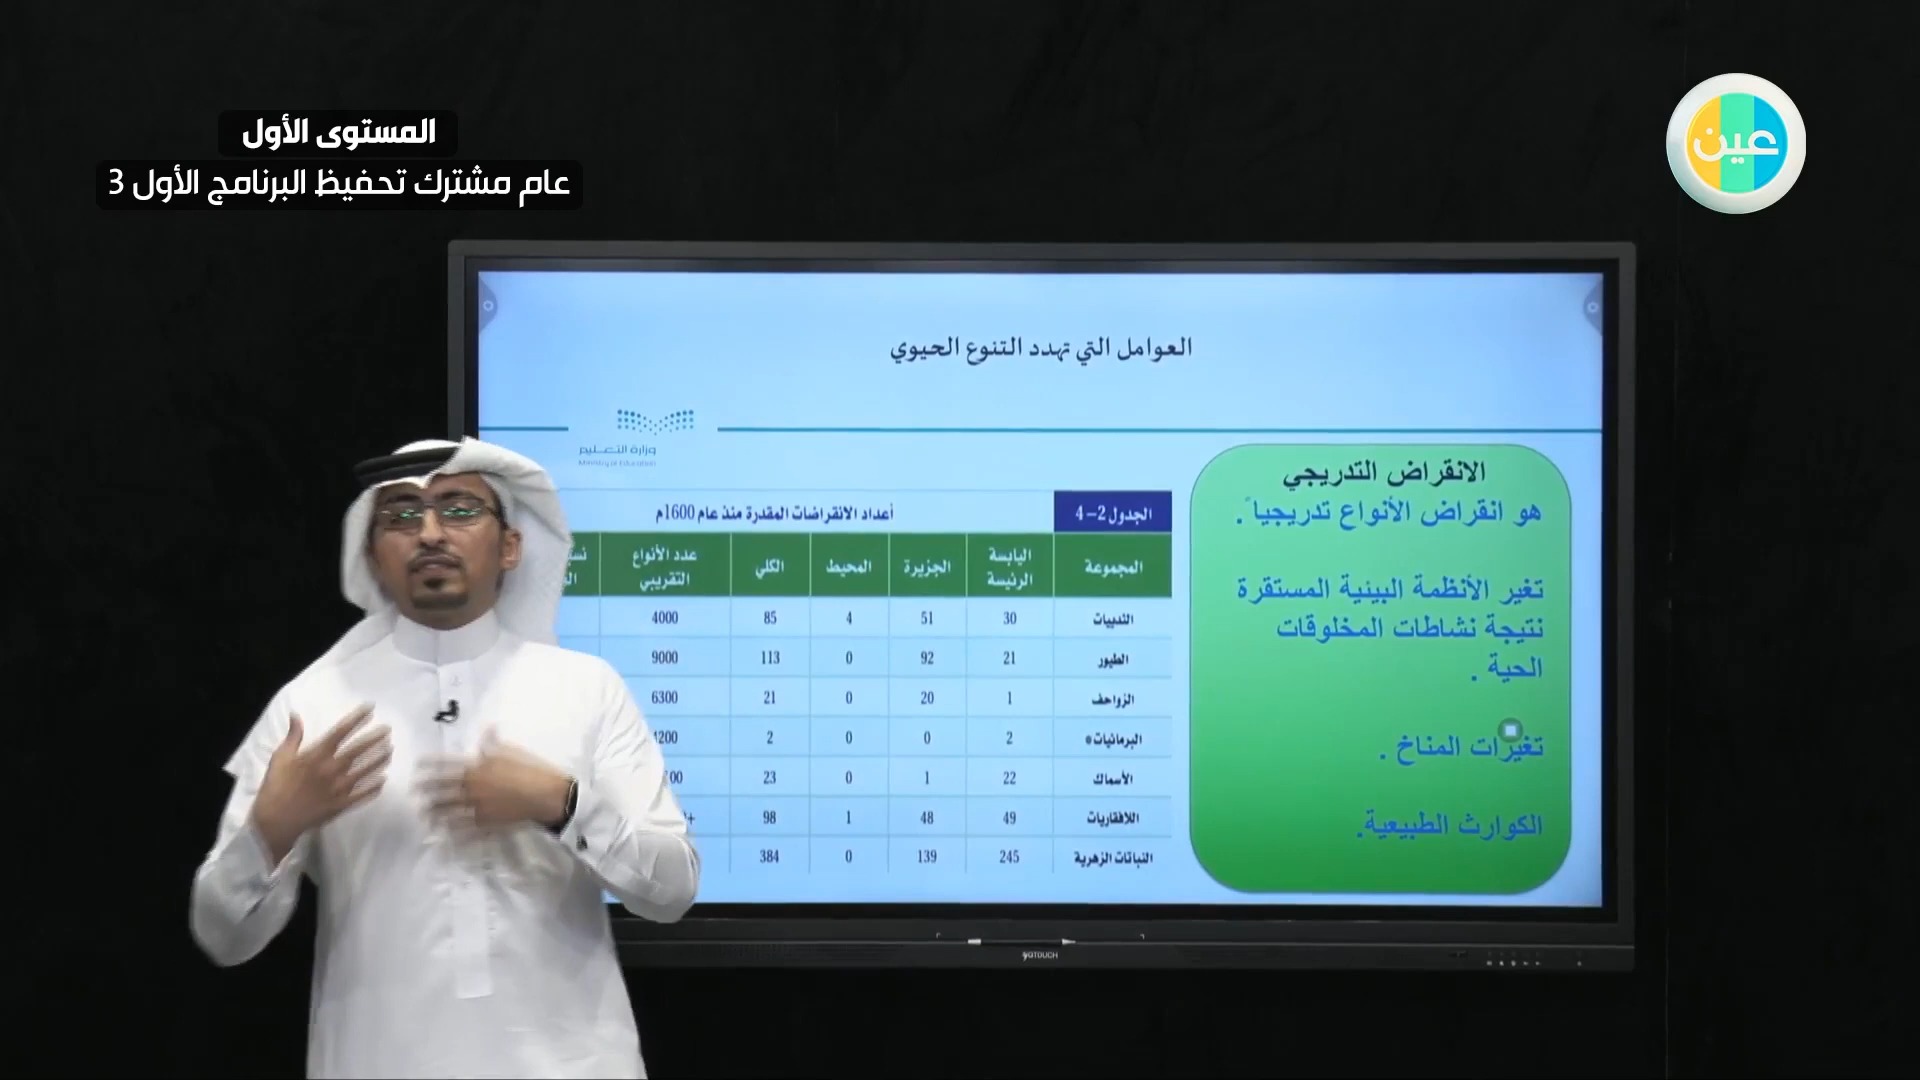 المستوى الأول
عام مشترك تحفيظ البرنامج الأول 3
عين
العوامل التي تهدد التنوع الحيوي
وزارة التعليم
Ministry of Education
الانقراض التدريجي
هو انقراض الأنواع تدريجياً .
تغير الأنظمة البيئية المستقرة
نتيجة نشاطات المخلوقات
الحية .
تغيرات المناخ .
الكوارث الطبيعية.
الجدول 2-4 أعداد الانقراضات المقدرة منذ عام 1600م
المجموعة اليابسة الرئيسة الجزيرة المحيط الكلي عدد الأنواع التقريبي
الثدييات 30 51 4 85 4000
الطيور 21 92 0 113 9000
الزواحف 1 20 0 21 6300
البرمائيات* 2 0 0 2
الأسماك 22 1 0 23
اللافقاريات 49 48 1 98
النباتات الزهرية 245 139 0 384